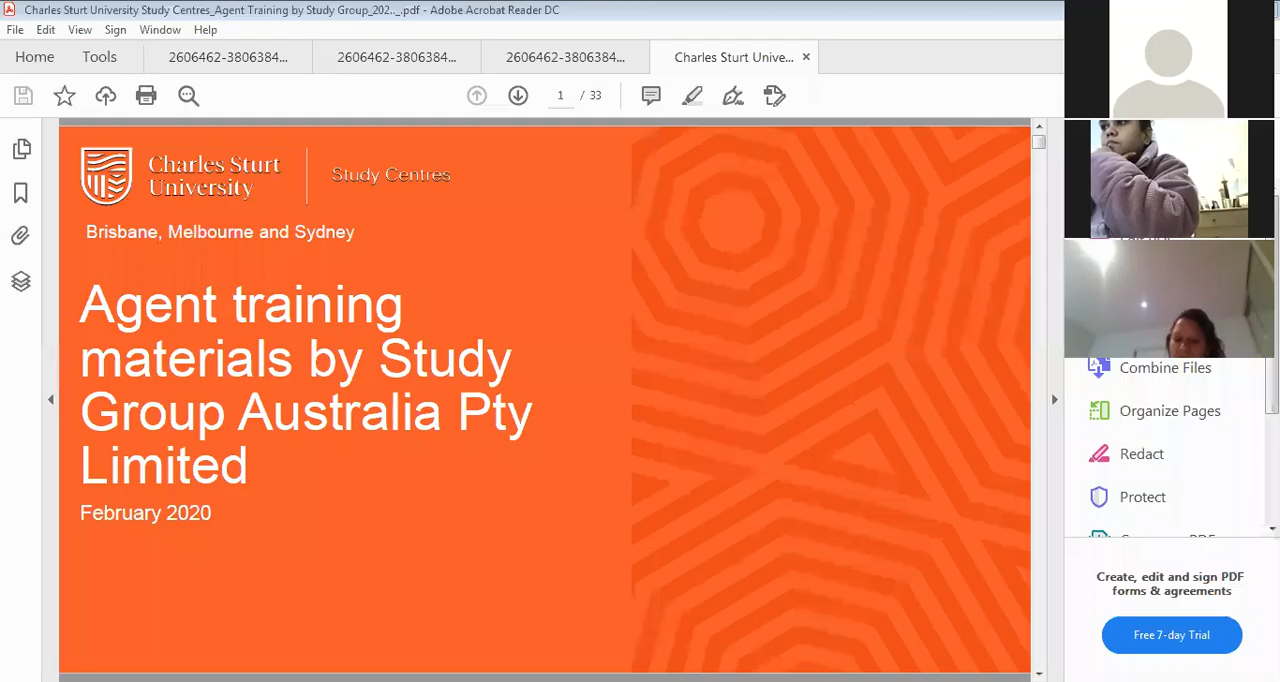 Charles Sturt University Study Centres_Agent Training by Study Group_202..._.pdf - Adobe Acrobat Reader DC
File Edit View Sign Window Help
Home Tools 2606462-3806384... 2606462-3806384... 2606462-3806384... Charles Sturt Unive... ×
1 / 33
Charles Sturt
University
Study Centres
Brisbane, Melbourne and Sydney
Agent training
materials by Study
Group Australia Pty
Limited
February 2020
Combine Files
Organize Pages
Redact
Protect
Create, edit and sign PDF
forms & agreements
Free 7-day Trial